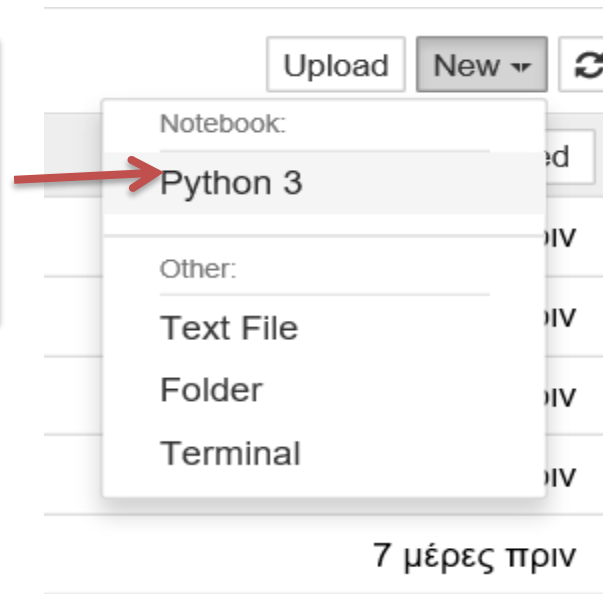 Upload New
Notebook:
Python 3
Other:
Text File
Folder
Terminal
7 μέρες πριν